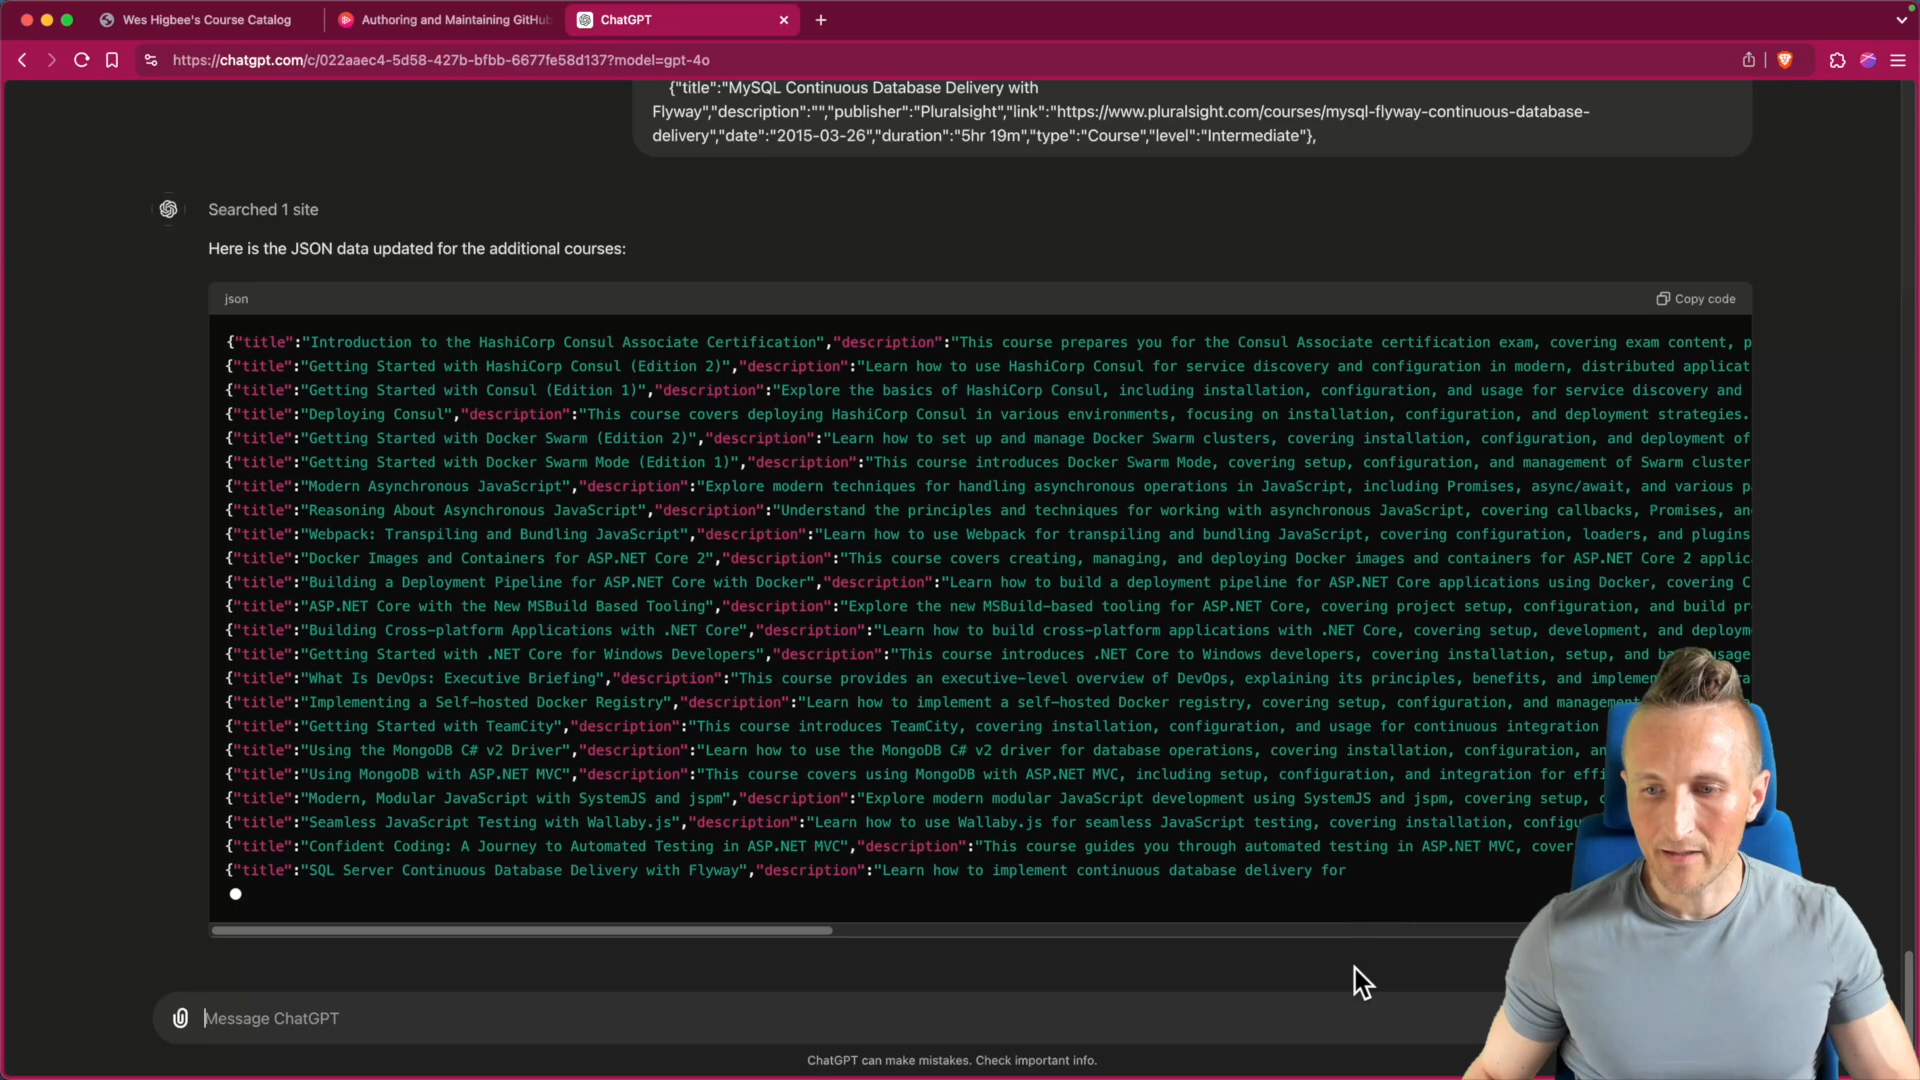 Wes Higbee's Course Catalog
Authoring and Maintaining GitHub
ChatGPT
https://chatgpt.com/c/022aaec4-5d58-427b-bfbb-6677fe58d137?model=gpt-4o
{"title":"MySQL Continuous Database Delivery with
Flyway","description":"","publisher":"Pluralsight","link":"https://www.pluralsight.com/courses/mysql-flyway-continuous-database-
delivery","date":"2015-03-26","duration":"5hr 19m","type":"Course","level":"Intermediate"},
Searched 1 site
Here is the JSON data updated for the additional courses:
json
Copy code
{"title":"Introduction to the HashiCorp Consul Associate Certification","description":"This course prepares you for the Consul Associate certification exam, covering exam content, p
{"title":"Getting Started with HashiCorp Consul (Edition 2)","description":"Learn how to use HashiCorp Consul for service discovery and configuration in modern, distributed applicat
{"title":"Getting Started with Consul (Edition 1)","description":"Explore the basics of HashiCorp Consul, including installation, configuration, and usage for service discovery and
{"title":"Deploying Consul","description":"This course covers deploying HashiCorp Consul in various environments, focusing on installation, configuration, and deployment strategies.
{"title":"Getting Started with Docker Swarm (Edition 2)","description":"Learn how to set up and manage Docker Swarm clusters, covering installation, configuration, and deployment of
{"title":"Getting Started with Docker Swarm Mode (Edition 1)","description":"This course introduces Docker Swarm Mode, covering setup, configuration, and management of Swarm cluster
{"title":"Modern Asynchronous JavaScript","description":"Explore modern techniques for handling asynchronous operations in JavaScript, including Promises, async/await, and various p
{"title":"Reasoning About Asynchronous JavaScript","description":"Understand the principles and techniques for working with asynchronous JavaScript, covering callbacks, Promises, an
{"title":"Webpack: Transpiling and Bundling JavaScript","description":"Learn how to use Webpack for transpiling and bundling JavaScript, covering configuration, loaders, and plugins
{"title":"Docker Images and Containers for ASP.NET Core 2","description":"This course covers creating, managing, and deploying Docker images and containers for ASP.NET Core 2 applic
{"title":"Building a Deployment Pipeline for ASP.NET Core with Docker","description":"Learn how to build a deployment pipeline for ASP.NET Core applications using Docker, covering C
{"title":"ASP.NET Core with the New MSBuild Based Tooling","description":"Explore the new MSBuild-based tooling for ASP.NET Core, covering project setup, configuration, and build pr
{"title":"Building Cross-platform Applications with .NET Core","description":"Learn how to build cross-platform applications with .NET Core, covering setup, development, and deploym
{"title":"Getting Started with .NET Core for Windows Developers","description":"This course introduces .NET Core to Windows developers, covering installation, setup, and ba usage
{"title":"What Is DevOps: Executive Briefing","description":"This course provides an executive-level overview of DevOps, explaining its principles, benefits, and implemen
{"title":"Implementing a Self-hosted Docker Registry","description":"Learn how to implement a self-hosted Docker registry, covering setup, configuration, and managemen
{"title":"Getting Started with TeamCity","description":"This course introduces TeamCity, covering installation, configuration, and usage for continuous integration
{"title":"Using the MongoDB C# v2 Driver","description":"Learn how to use the MongoDB C# v2 driver for database operations, covering installation, configuration, an
{"title":"Using MongoDB with ASP.NET MVC","description":"This course covers using MongoDB with ASP.NET MVC, including setup, configuration, and integration for effi
{"title":"Modern, Modular JavaScript with SystemJS and jspm","description":"Explore modern modular JavaScript development using SystemJS and jspm, covering setup, c
{"title":"Seamless JavaScript Testing with Wallaby.js","description":"Learn how to use Wallaby.js for seamless JavaScript testing, covering installation, configu
{"title":"Confident Coding: A Journey to Automated Testing in ASP.NET MVC","description":"This course guides you through automated testing in ASP.NET MVC, cover
{"title":"SQL Server Continuous Database Delivery with Flyway","description":"Learn how to implement continuous database delivery for
Message ChatGPT
ChatGPT can make mistakes. Check important info.